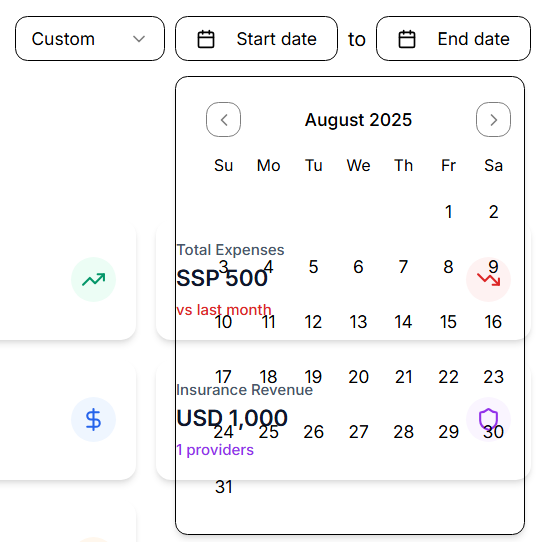 Custom Start date to End date
August 2025
Su Mo Tu We Th Fr Sa
1 2
Total Expenses
3 4 5 6 7 8 9
SSP 500
vs last month
10 11 12 13 14 15 16
17 18 19 20 21 22 23
Insurance Revenue
USD 1,000
24 25 26 27 28 29 30
1 providers
31